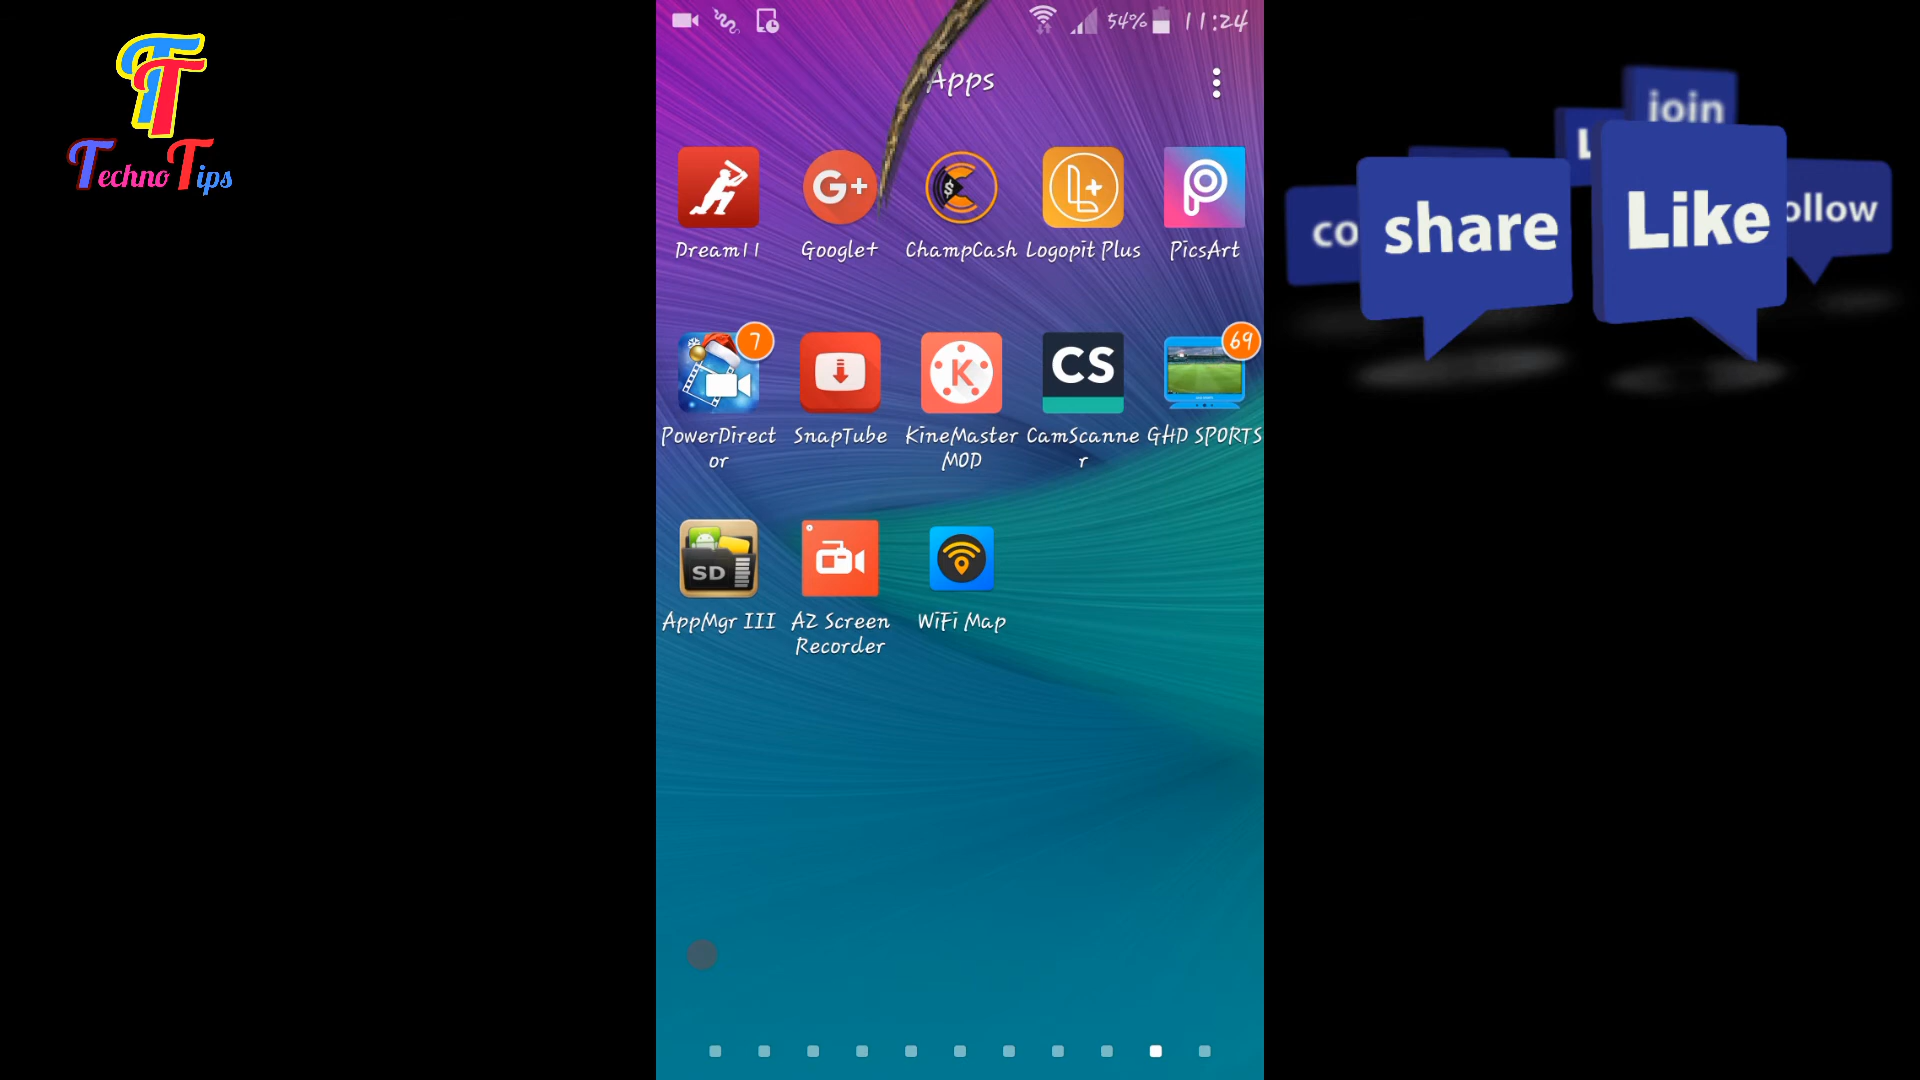 TT
Techno Tips
54% 11:24
Apps
G+
$
L+
P
Dream11
Google+
ChampCash
Logopit Plus
PicsArt
7
K
CS
69
PowerDirect
or
SnapTube
KineMaster
MOD
CamScanne
r
GHD SPORTS
SD
AppMgr III
AZ Screen
Recorder
WiFi Map
join
L
co
share
Like
ollow